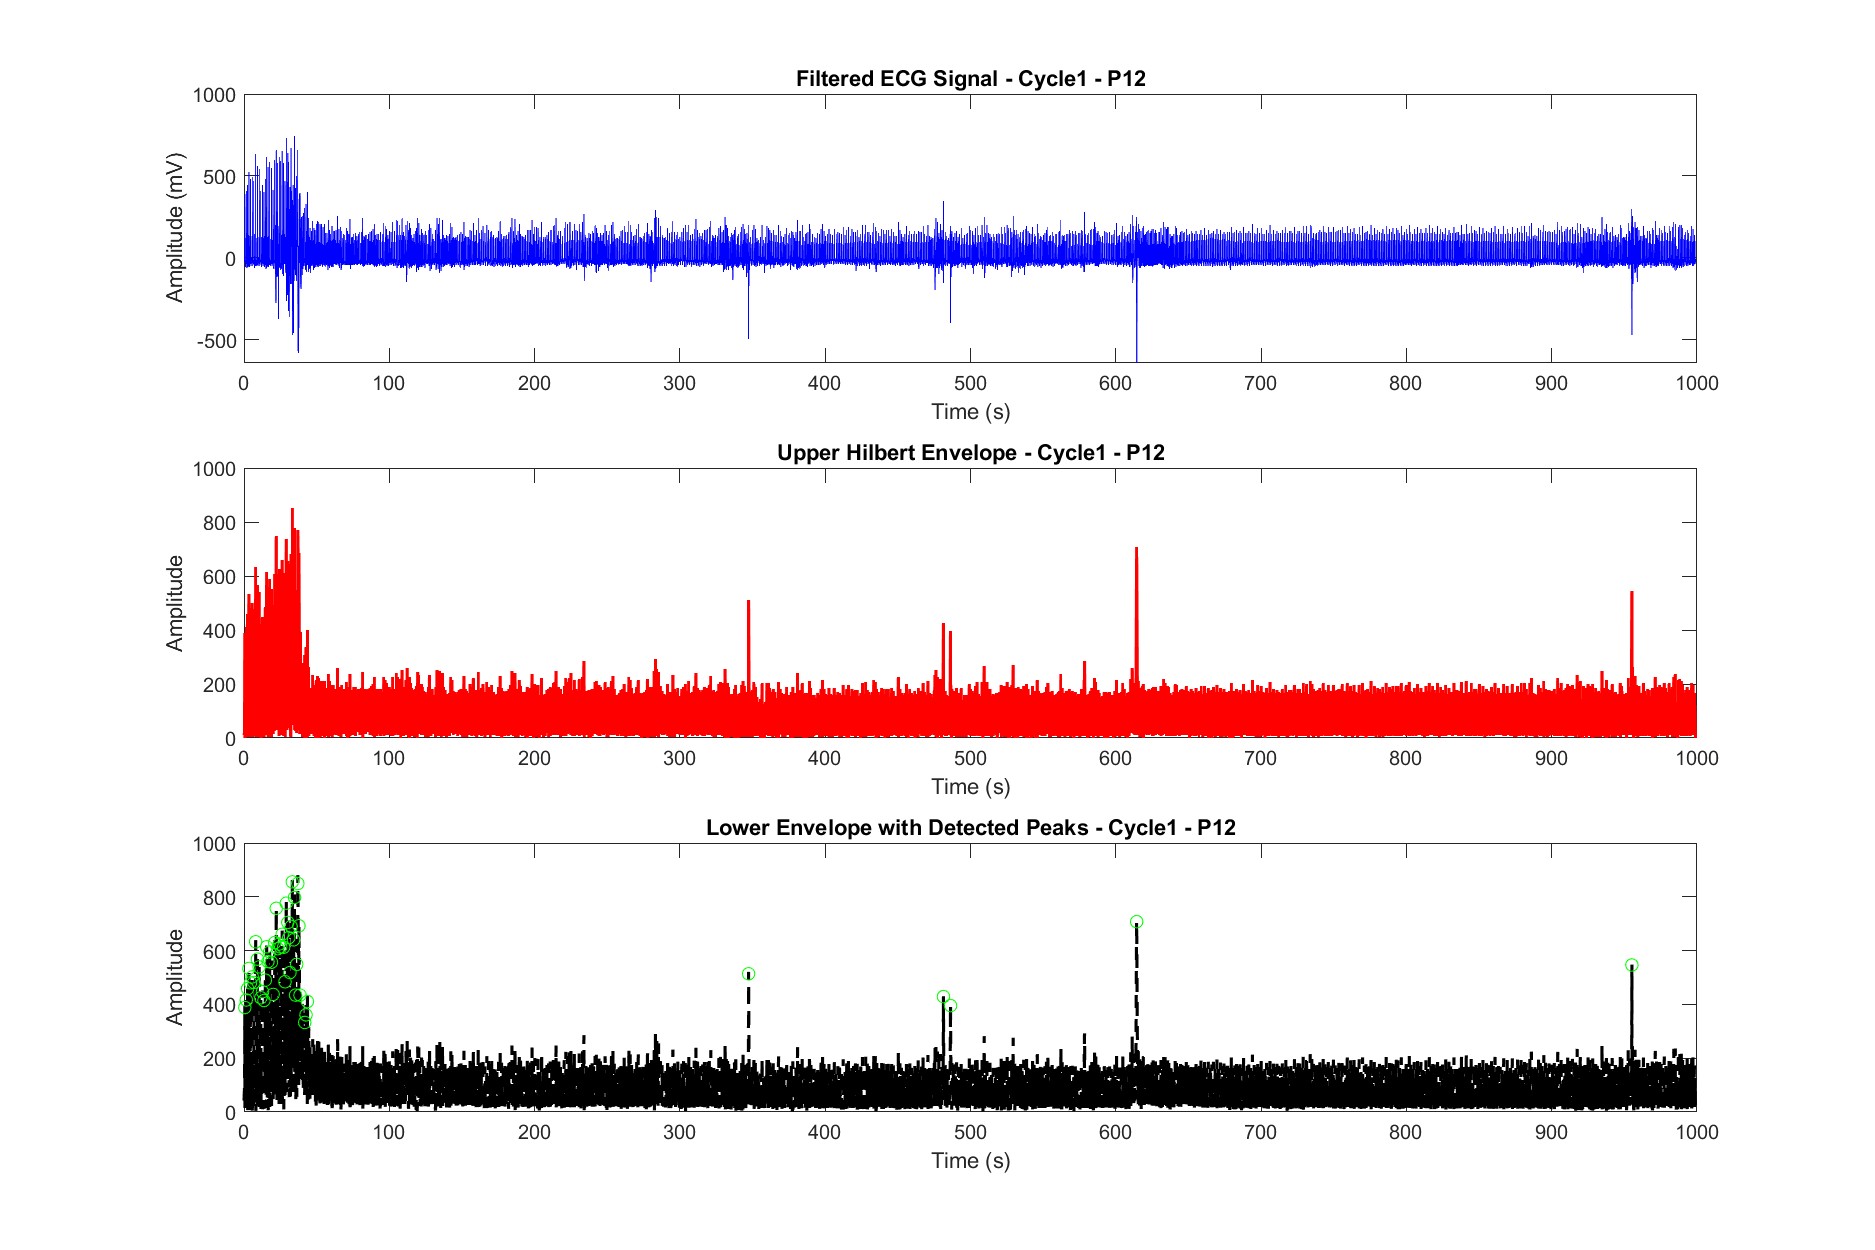 Filtered ECG Signal - Cycle1 - P12
1000
500
0
-500
Amplitude (mV)
0 100 200 300 400 500 600 700 800 900 1000
Time (s)
Upper Hilbert Envelope - Cycle1 - P12
1000
800
600
400
200
0
Amplitude
0 100 200 300 400 500 600 700 800 900 1000
Time (s)
Lower Envelope with Detected Peaks - Cycle1 - P12
1000
800
600
400
200
0
Amplitude
0 100 200 300 400 500 600 700 800 900 1000
Time (s)